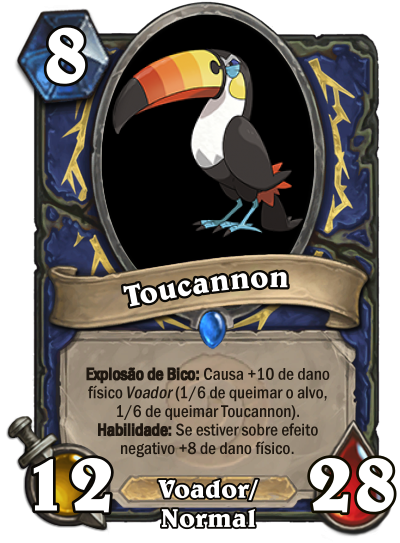 8
Toucannon
Explosão de Bico: Causa +10 de dano
físico Voador (1/6 de queimar o alvo,
1/6 de queimar Toucannon).
Habilidade: Se estiver sobre efeito
negativo +8 de dano físico.
12
Voador/
Normal
28